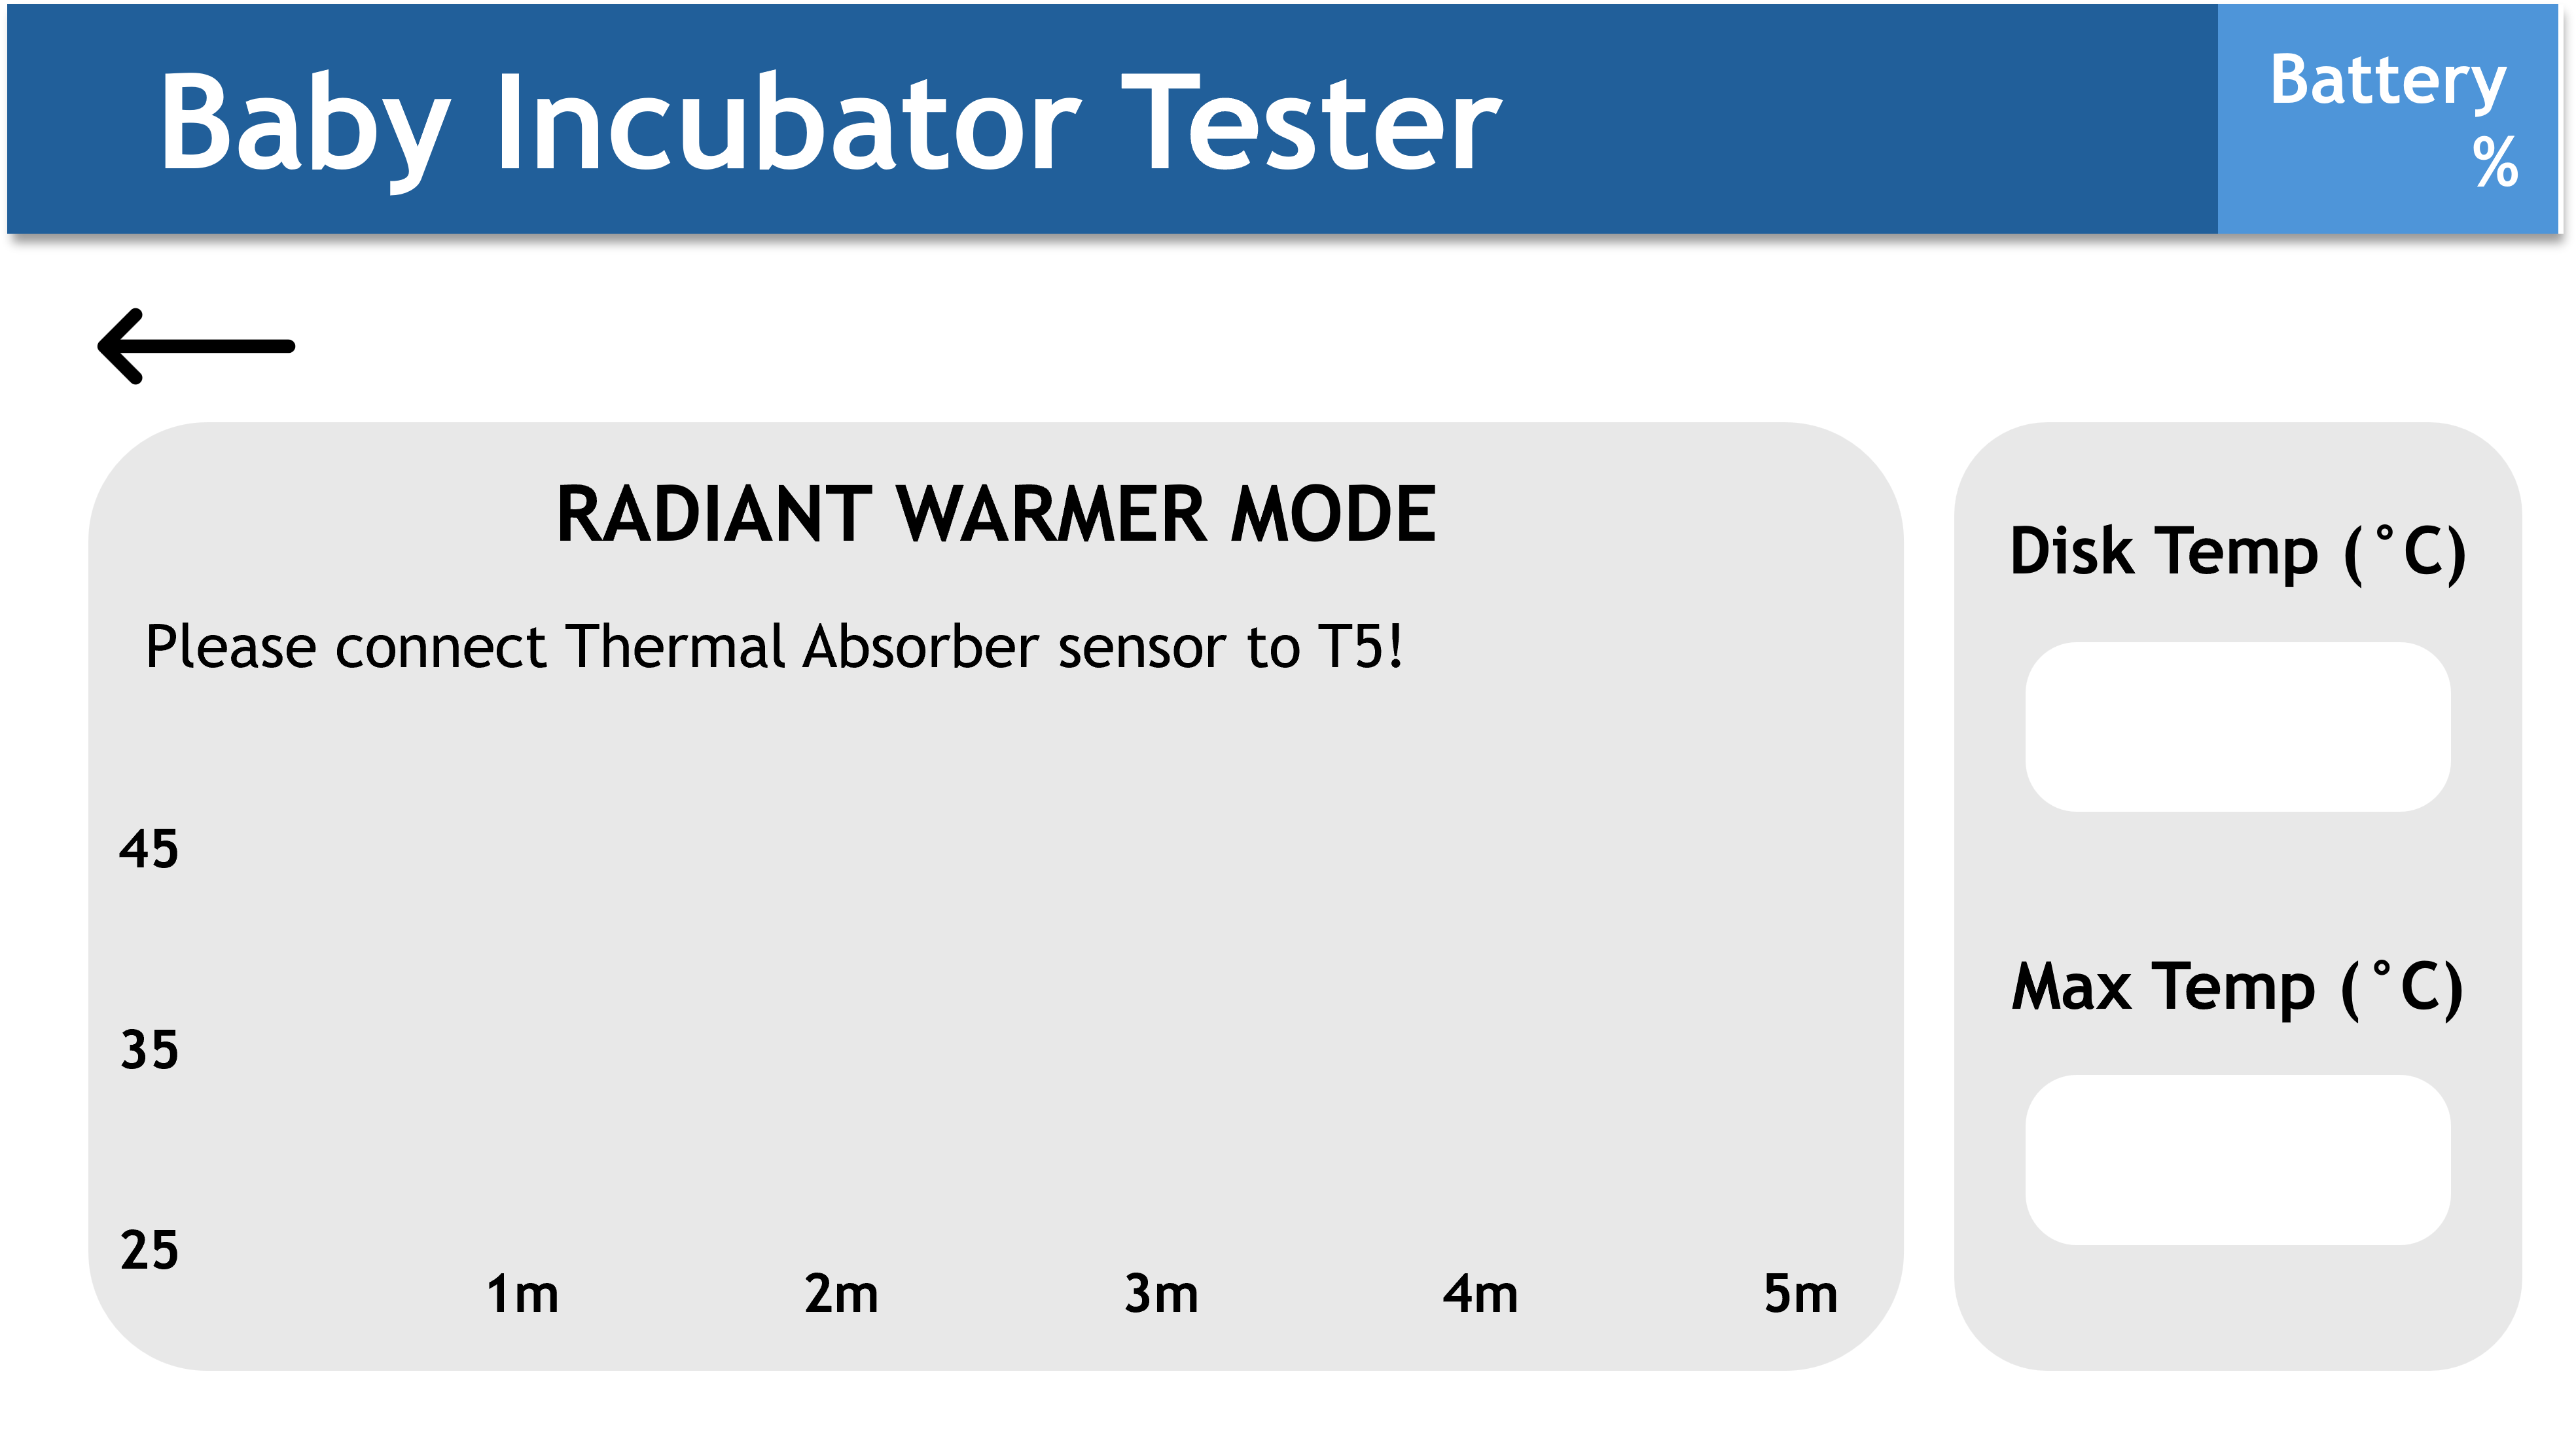 Baby Incubator Tester
Battery
%
RADIANT WARMER MODE
Please connect Thermal Absorber sensor to T5!
45
35
25
1m 2m 3m 4m 5m
Disk Temp (°C)
Max Temp (°C)